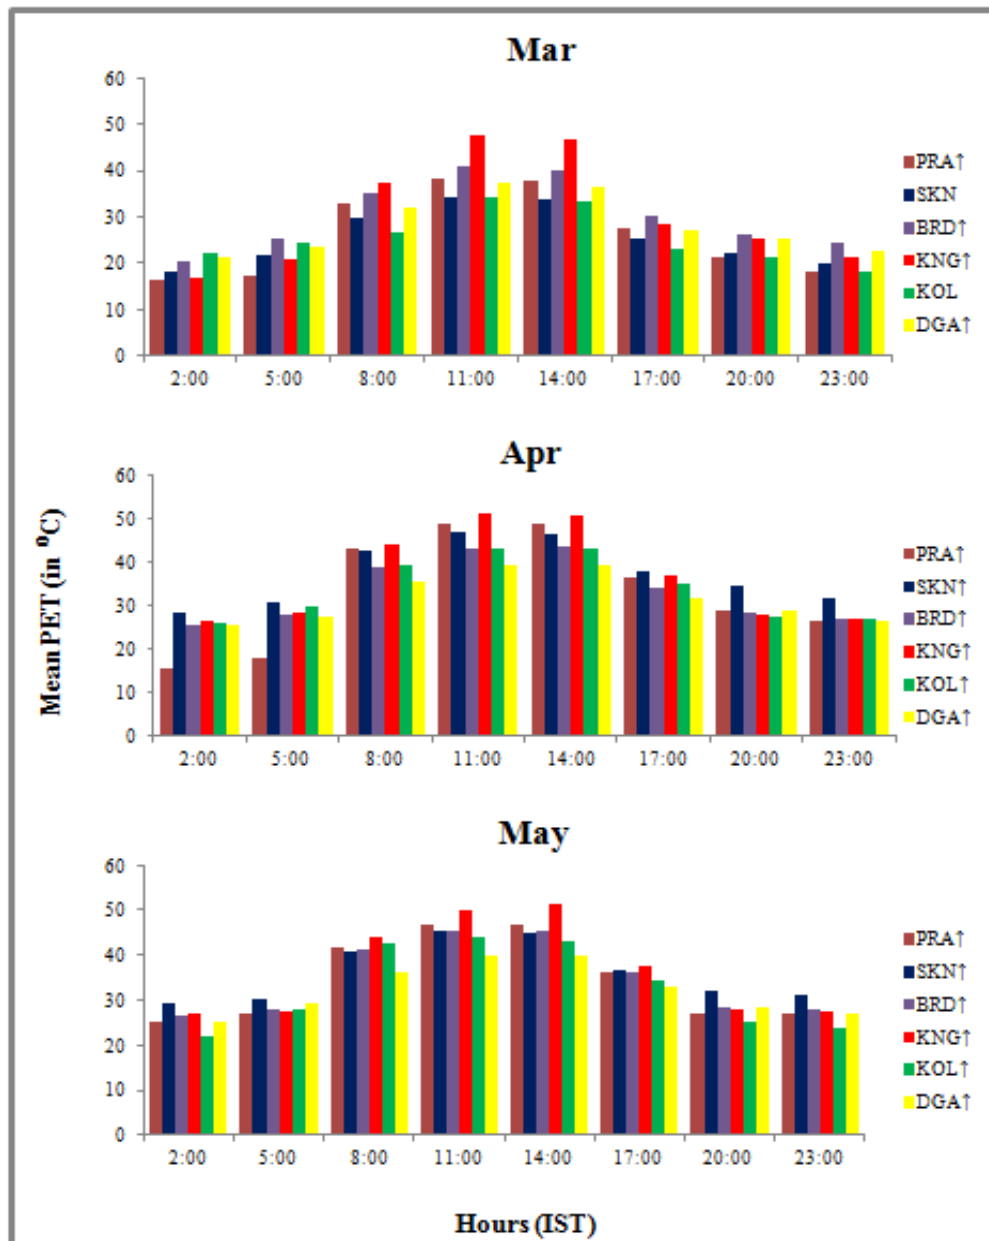 Mar
60
50
40
30
20
10
0
2:00 5:00 8:00 11:00 14:00 17:00 20:00 23:00
PRA↑
SKN
BRD↑
KNG↑
KOL
DGA↑
Apr
60
50
40
30
20
10
0
2:00 5:00 8:00 11:00 14:00 17:00 20:00 23:00
PRA↑
SKN↑
BRD↑
KNG↑
KOL↑
DGA↑
Mean PET (in ⁰C)
May
60
50
40
30
20
10
0
2:00 5:00 8:00 11:00 14:00 17:00 20:00 23:00
PRA↑
SKN↑
BRD↑
KNG↑
KOL↑
DGA↑
Hours (IST)